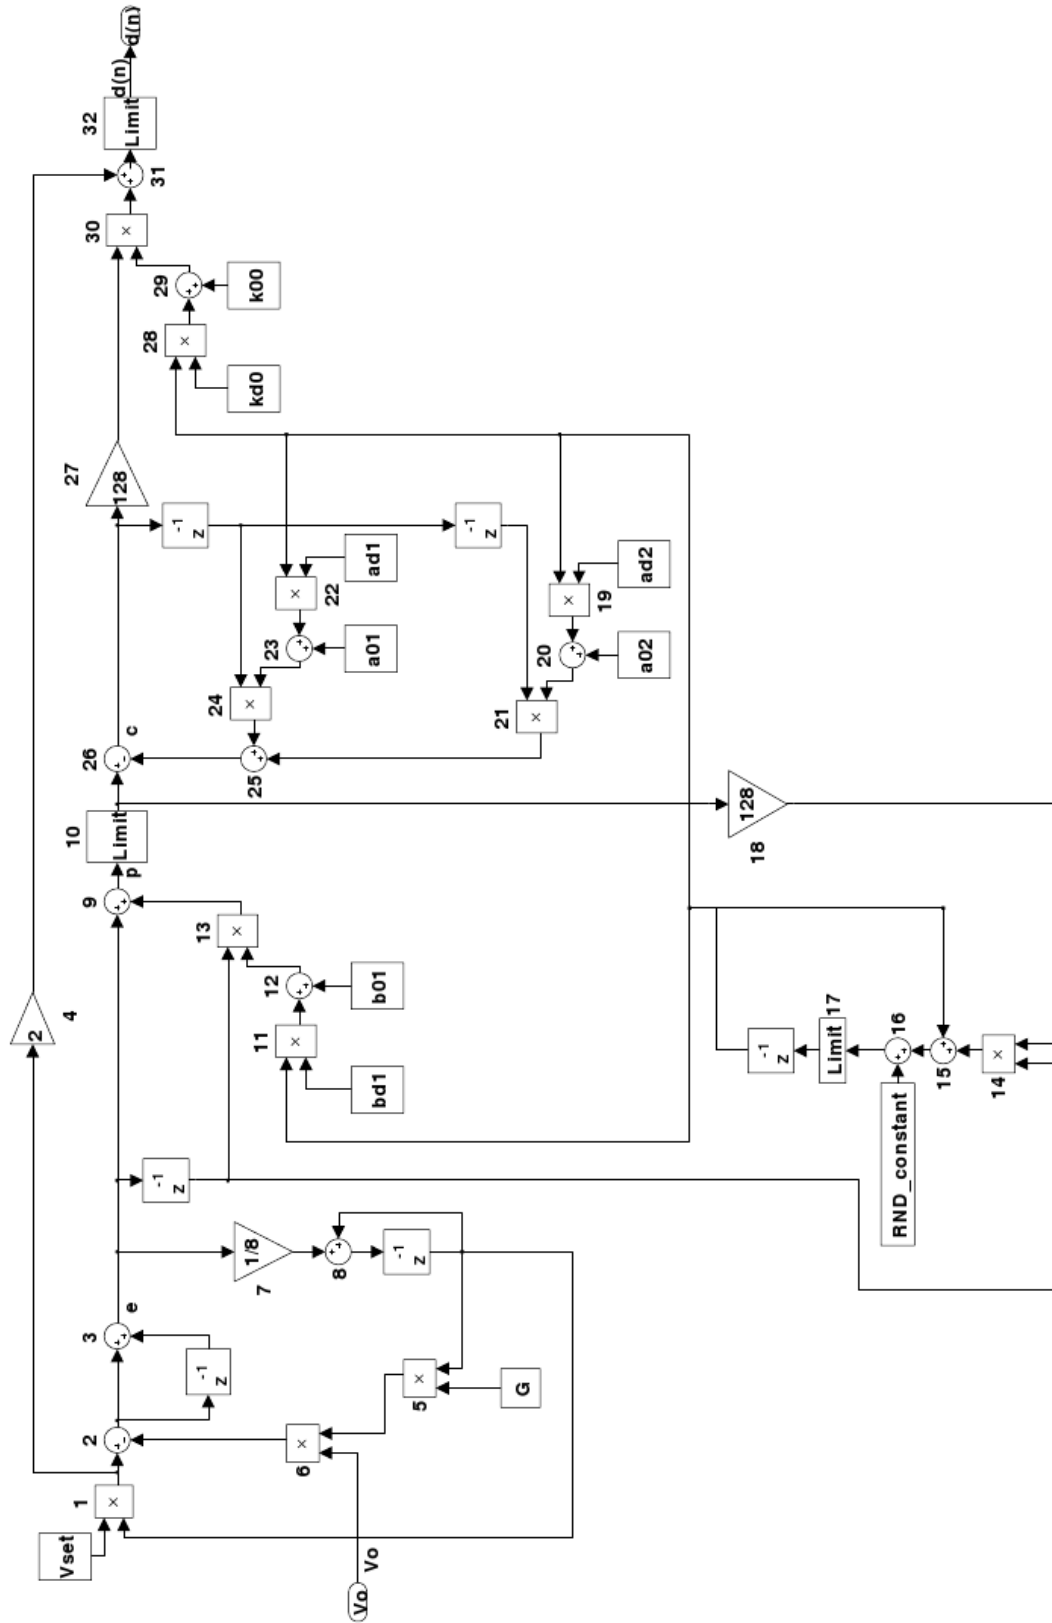 Vset
1
×
2
+
-
3
+
+
e
z
-1
4
2
5
×
G
6
×
Vo
Vo
7
1/8
8
+
+
z
-1
z
-1
9
+
+
p
10
Limit
11
×
bd1
12
+
+
b01
13
×
14
×
15
+
+
16
+
+
RND_constant
17
Limit
z
-1
18
128
19
×
ad2
20
+
+
a02
21
×
22
×
ad1
23
+
+
a01
24
×
25
+
+
26
+
-
c
z
-1
z
-1
27
128
28
×
kd0
29
+
+
k00
30
×
31
+
+
32
Limit
d(n)
d(n)